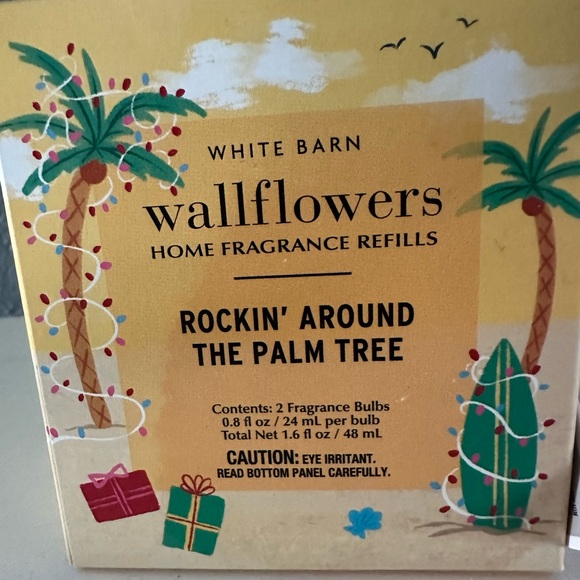 WHITE BARN
wallflowers
HOME FRAGRANCE REFILLS
ROCKIN' AROUND
THE PALM TREE
Contents: 2 Fragrance Bulbs
0.8 fl oz / 24 mL per bulb
Total Net 1.6 fl oz / 48 mL
CAUTION: EYE IRRITANT.
READ BOTTOM PANEL CAREFULLY.